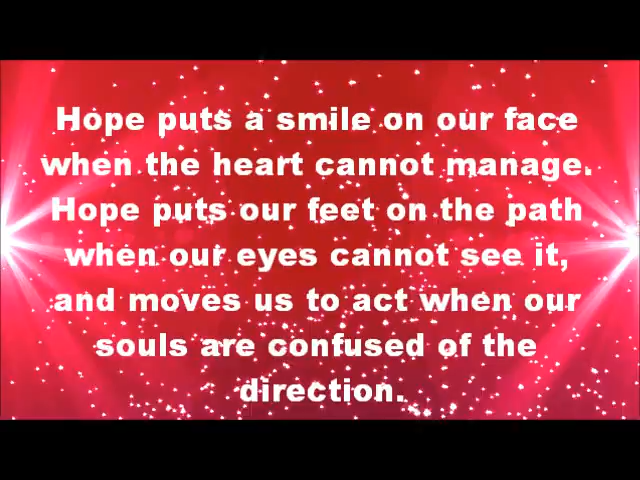 Hope puts a smile on our face
when the heart cannot manage.
Hope puts our feet on the path
when our eyes cannot see it,
and moves us to act when our
souls are confused of the
direction.